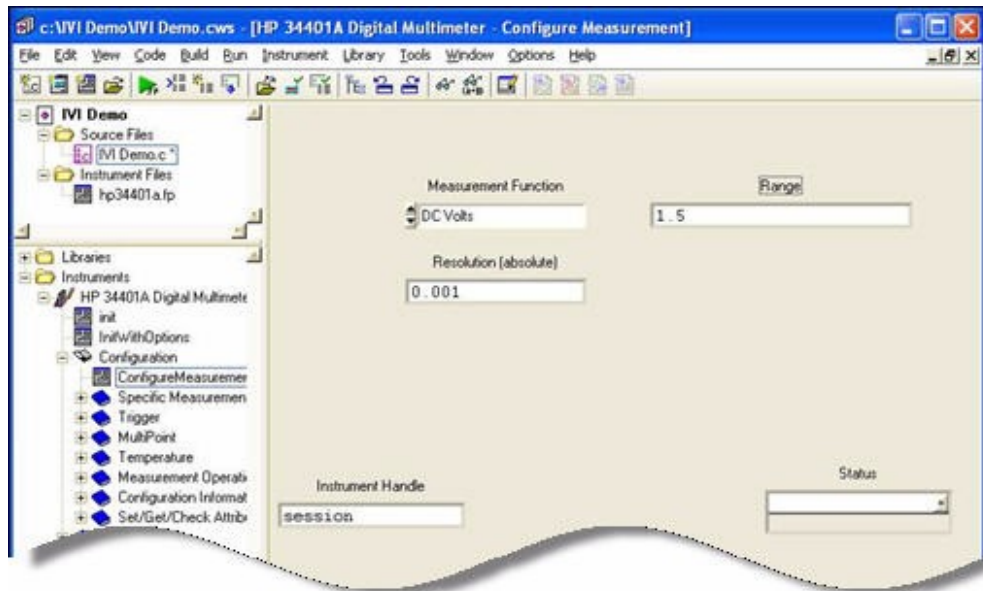 c:\IVI Demo\IVI Demo.cws - [HP 34401A Digital Multimeter - Configure Measurement]
File Edit View Code Build Run Instrument Library Tools Window Options Help
IVI Demo
Source Files
IVI Demo.c *
Instrument Files
hp34401a.fp
Libraries
Instruments
HP 34401A Digital Multimete
init
InitWithOptions
Configuration
ConfigureMeasuremer
Specific Measuremen
Trigger
MultiPoint
Temperature
Measurement Operati
Configuration Informat
Set/Get/Check Attrib
Measurement Function
DC Volts
Range
1.5
Resolution (absolute)
0.001
Instrument Handle
session
Status